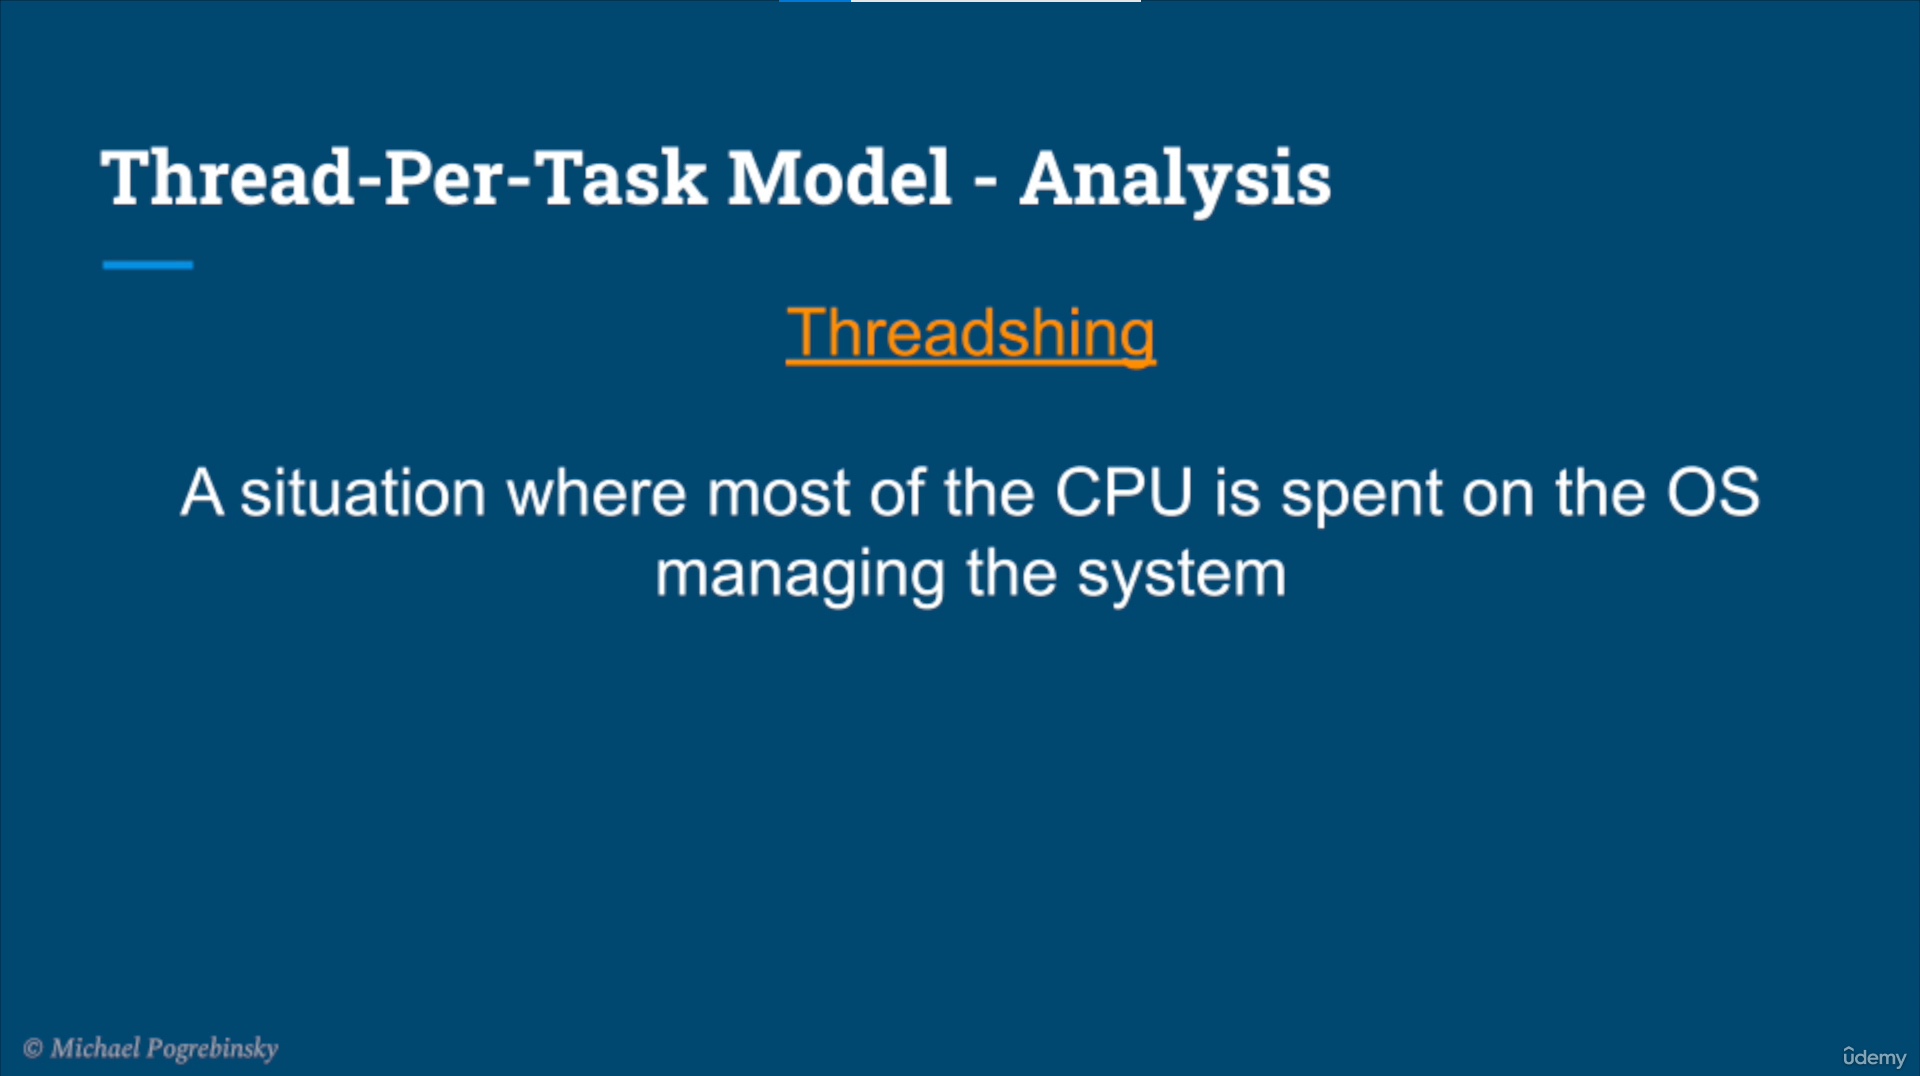 Thread-Per-Task Model - Analysis
Threadshing
A situation where most of the CPU is spent on the OS
managing the system
© Michael Pogrebinsky
ûdemy